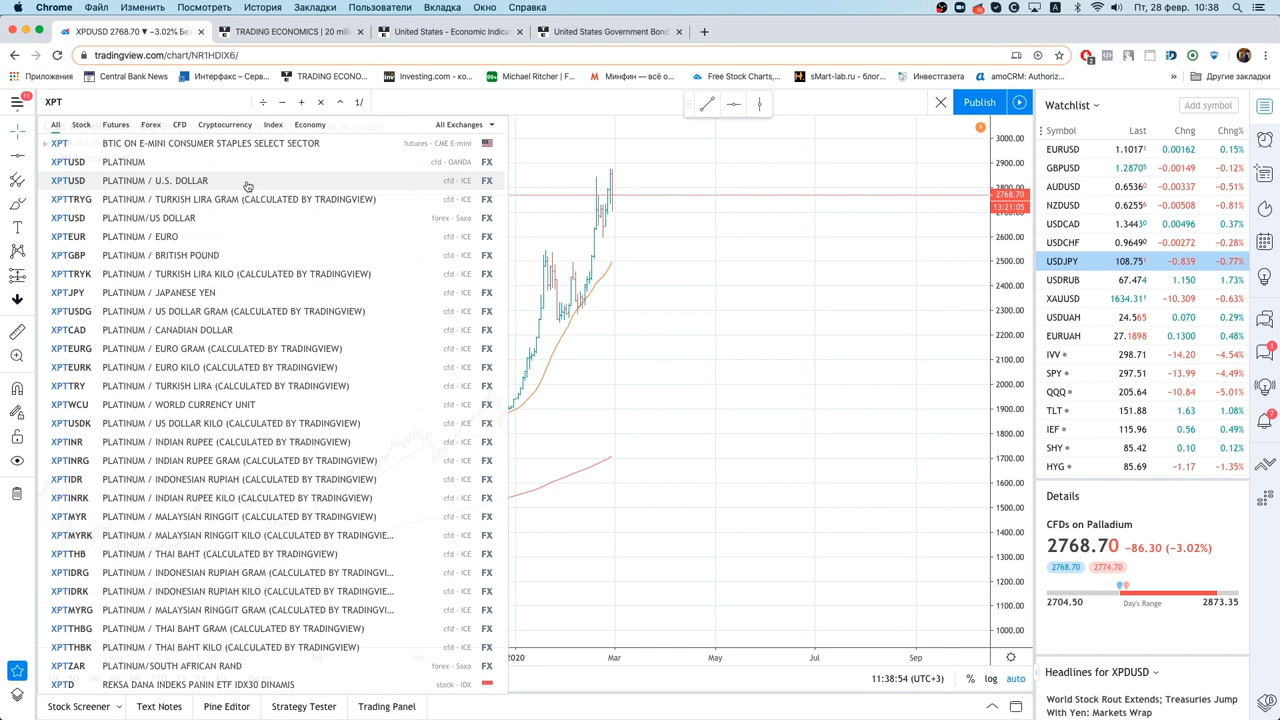 Chrome Файл Изменить Посмотреть История Закладки Пользователи Вкладка Окно Справка Пт, 28 февр. 10:38
XPDUSD 2768.70 ▼ −3.02% Без
TRADING ECONOMICS | 20 milli
United States - Economic Indica
United States Government Bond
tradingview.com/chart/NR1HDIX6/
Приложения Central Bank News Интерфакс – Серв... TRADING ECONO... Investing.com - ко... Michael Ritcher | F... Минфин — всё о... Free Stock Charts,... sMart-lab.ru - блог... Инвестгазета amoCRM: Authoriz... » Другие закладки
XPT 1/
Publish
Watchlist
Add symbol
All Stock Futures Forex CFD Cryptocurrency Index Economy All Exchanges
XPT BTIC ON E-MINI CONSUMER STAPLES SELECT SECTOR futures - CME E-mini
XPTUSD PLATINUM cfd - OANDA FX
XPTUSD PLATINUM / U.S. DOLLAR cfd - ICE FX
XPTTRYG PLATINUM / TURKISH LIRA GRAM (CALCULATED BY TRADINGVIEW) cfd - ICE FX
XPTUSD PLATINUM/US DOLLAR forex - Saxo FX
XPTEUR PLATINUM / EURO cfd - ICE FX
XPTGBP PLATINUM / BRITISH POUND cfd - ICE FX
XPTTRYK PLATINUM / TURKISH LIRA KILO (CALCULATED BY TRADINGVIEW) cfd - ICE FX
XPTJPY PLATINUM / JAPANESE YEN cfd - ICE FX
XPTUSDG PLATINUM / US DOLLAR GRAM (CALCULATED BY TRADINGVIEW) cfd - ICE FX
XPTCAD PLATINUM / CANADIAN DOLLAR cfd - ICE FX
XPTEURG PLATINUM / EURO GRAM (CALCULATED BY TRADINGVIEW) cfd - ICE FX
XPTEURK PLATINUM / EURO KILO (CALCULATED BY TRADINGVIEW) cfd - ICE FX
XPTTRY PLATINUM / TURKISH LIRA (CALCULATED BY TRADINGVIEW) cfd - ICE FX
XPTWCU PLATINUM / WORLD CURRENCY UNIT cfd - ICE FX
XPTUSDK PLATINUM / US DOLLAR KILO (CALCULATED BY TRADINGVIEW) cfd - ICE FX
XPTINR PLATINUM / INDIAN RUPEE (CALCULATED BY TRADINGVIEW) cfd - ICE FX
XPTINRG PLATINUM / INDIAN RUPEE GRAM (CALCULATED BY TRADINGVIEW) cfd - ICE FX
XPTIDR PLATINUM / INDONESIAN RUPIAH (CALCULATED BY TRADINGVIEW) cfd - ICE FX
XPTINRK PLATINUM / INDIAN RUPEE KILO (CALCULATED BY TRADINGVIEW) cfd - ICE FX
XPTMYR PLATINUM / MALAYSIAN RINGGIT (CALCULATED BY TRADINGVIEW) cfd - ICE FX
XPTMYRK PLATINUM / MALAYSIAN RINGGIT KILO (CALCULATED BY TRADINGVIE... cfd - ICE FX
XPTTHB PLATINUM / THAI BAHT (CALCULATED BY TRADINGVIEW) cfd - ICE FX
XPTIDRG PLATINUM / INDONESIAN RUPIAH GRAM (CALCULATED BY TRADINGVI... cfd - ICE FX
XPTIDRK PLATINUM / INDONESIAN RUPIAH KILO (CALCULATED BY TRADINGVIE... cfd - ICE FX
XPTMYRG PLATINUM / MALAYSIAN RINGGIT GRAM (CALCULATED BY TRADINGVI... cfd - ICE FX
XPTTHBG PLATINUM / THAI BAHT GRAM (CALCULATED BY TRADINGVIEW) cfd - ICE FX
XPTTHBK PLATINUM / THAI BAHT KILO (CALCULATED BY TRADINGVIEW) cfd - ICE FX
XPTZAR PLATINUM/SOUTH AFRICAN RAND forex - Saxo FX
XPTD REKSA DANA INDEKS PANIN ETF IDX30 DINAMIS stock - IDX
3000.00
2900.00
2800.00
2768.70
13:21:05
2600.00
2500.00
2400.00
2300.00
2200.00
2100.00
2000.00
1900.00
1800.00
1700.00
1600.00
1500.00
1400.00
1300.00
1200.00
1100.00
1000.00
2020 Mar May Jul Sep
11:38:54 (UTC+3) % log auto
Stock Screener Text Notes Pine Editor Strategy Tester Trading Panel
Symbol Last Chng Chng%
EURUSD 1.1017¹ 0.00162 0.15%
GBPUSD 1.2870⁵ −0.00149 −0.12%
AUDUSD 0.6536⁷ −0.00337 −0.51%
NZDUSD 0.6255⁶ −0.00508 −0.81%
USDCAD 1.3443⁰ 0.00496 0.37%
USDCHF 0.9649⁰ −0.00272 −0.28%
USDJPY 108.75¹ −0.839 −0.77%
USDRUB 67.474 1.150 1.73%
XAUUSD 1634.31¹ −10.309 −0.63%
USDUAH 24.565 0.070 0.29%
EURUAH 27.1898 0.1300 0.48%
IVV 298.71 −14.20 −4.54%
SPY 297.51 −13.99 −4.49%
QQQ 205.64 −10.84 −5.01%
TLT 151.88 1.63 1.08%
IEF 115.96 0.56 0.49%
SHY 85.42 0.10 0.12%
HYG 85.69 −1.17 −1.35%
Details
CFDs on Palladium
2768.70 −86.30 (−3.02%)
2768.70 2774.70
2704.50 Day's Range 2873.35
Headlines for XPDUSD
World Stock Rout Extends; Treasuries Jump
With Yen: Markets Wrap